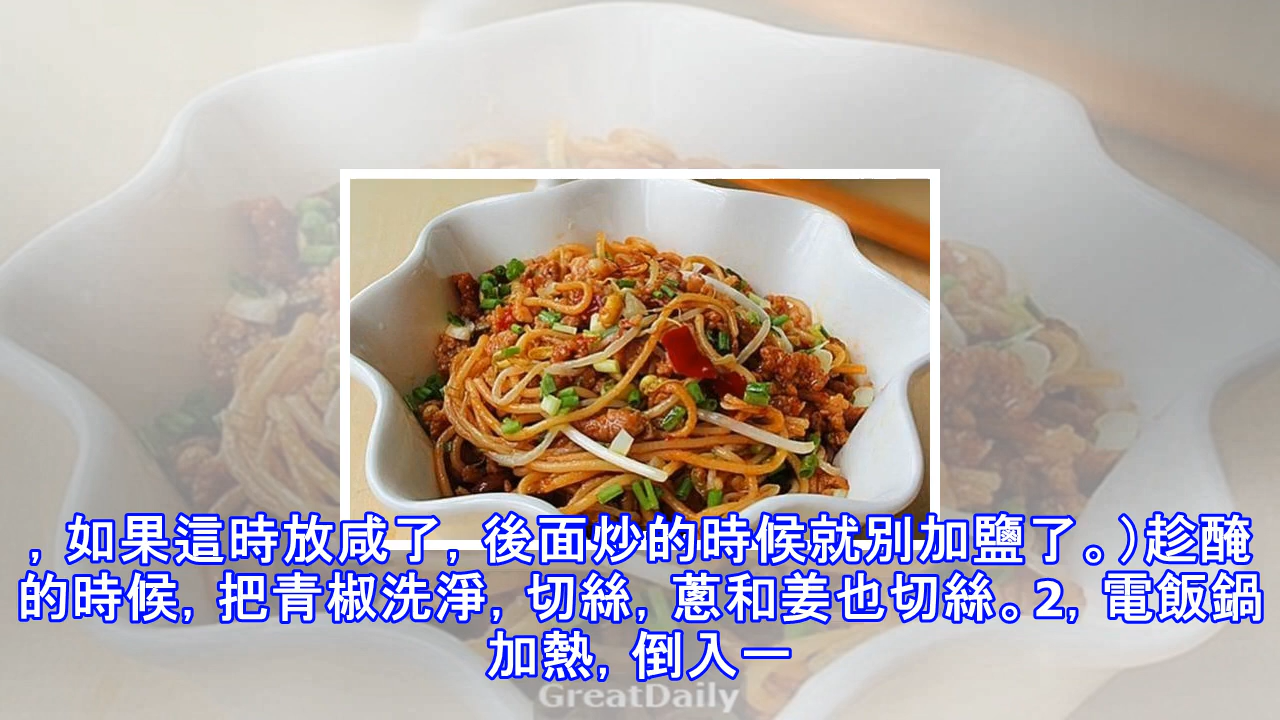 , 如果這時放咸了, 後面炒的時候就別加鹽了。)趁醃
的時候, 把青椒洗淨, 切絲, 蔥和姜也切絲。2, 電飯鍋
加熱, 倒入一
GreatDaily